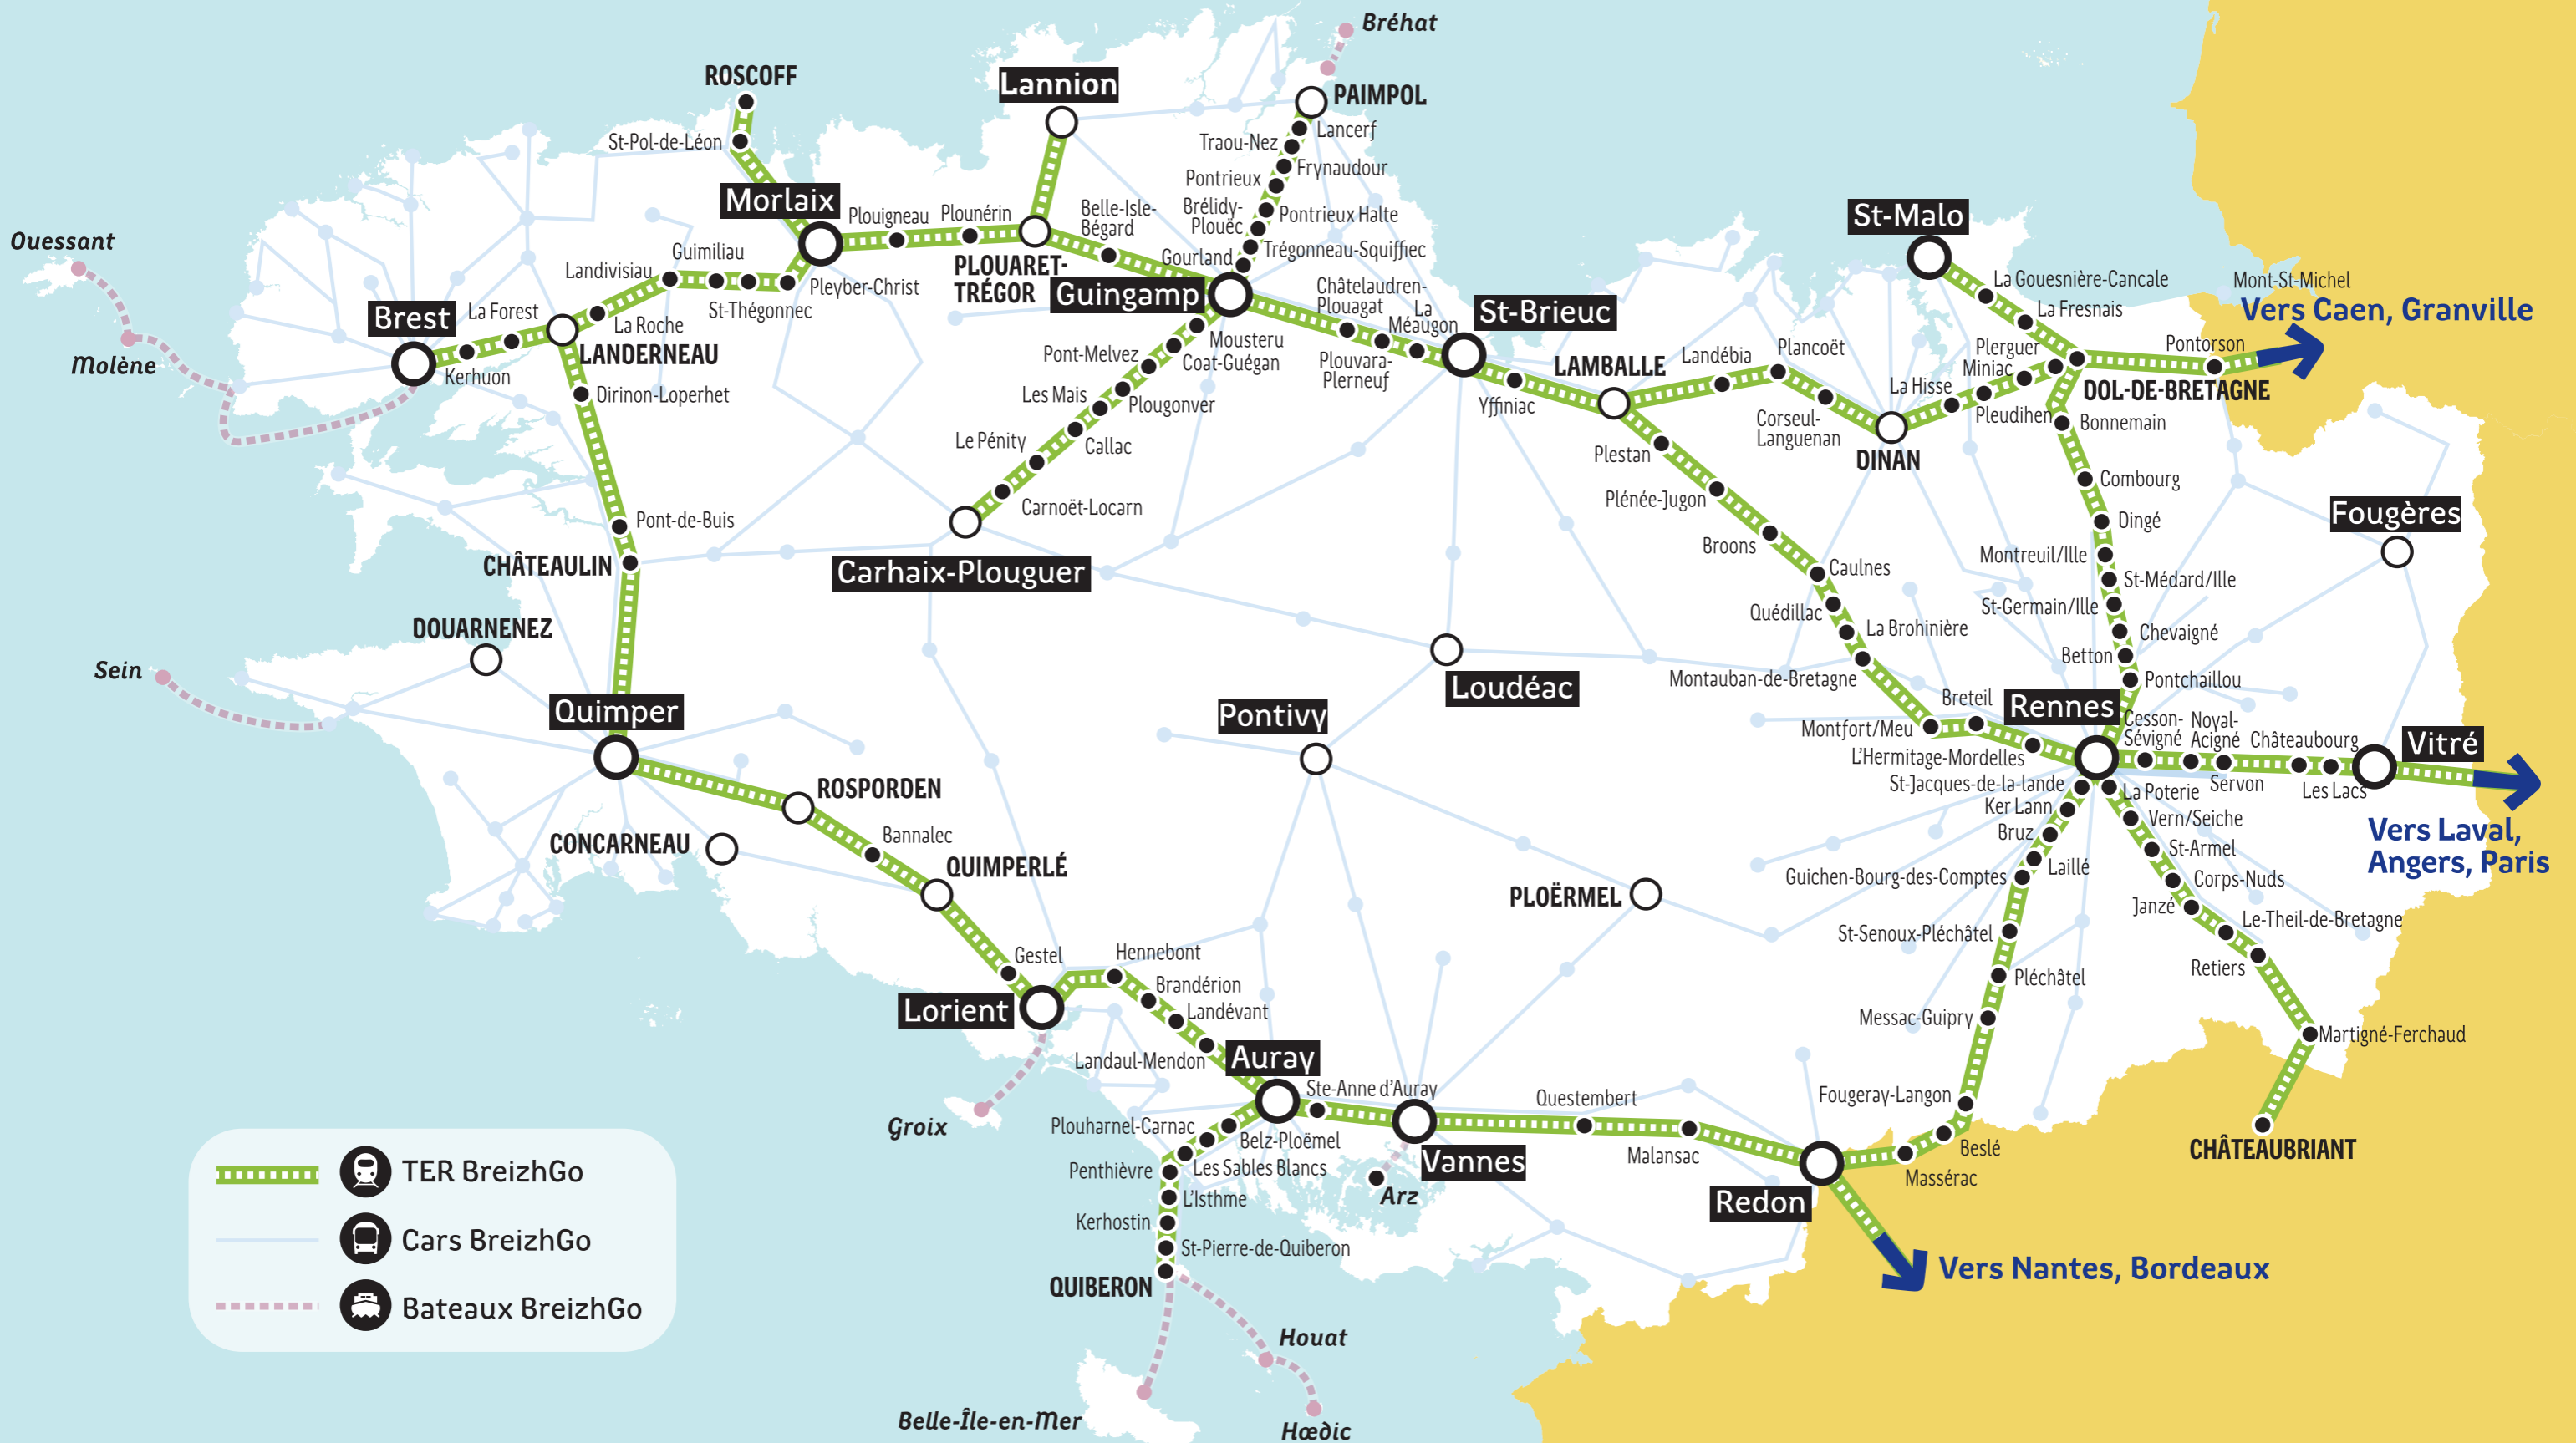 Bréhat
ROSCOFF
Lannion
PAIMPOL
St-Pol-de-Léon
Lancerf
Traou-Nez
Frynaudour
Pontrieux
Morlaix
Plouigneau
Plounérin
Belle-Isle-
Bégard
Brélidy-
Plouëc
Pontrieux Halte
St-Malo
Ouessant
Guimiliau
Trégonneau-Squiffiec
Gourland
Landivisiau
PLOUARET-
TRÉGOR
Pleyber-Christ
St-Thégonnec
Guingamp
Châtelaudren-
Plouagat
La
Méaugon
La Gouesnière-Cancale
Mont-St-Michel
Vers Caen, Granville
La Fresnais
Brest
La Forest
La Roche
St-Brieuc
LANDERNEAU
Kerhuon
Molène
Mousteru
Pont-Melvez
Coat-Guégan
Plouvara-
Plerneuf
LAMBALLE
Landébia
Plancoët
Plerguer
Miniac
Pontorson
DOL-DE-BRETAGNE
La Hisse
Pleudihen
Dirinon-Loperhet
Les Mais
Plougonver
Yffiniac
Corseul-
Languenan
Bonnemain
Le Pénity
Callac
Plestan
DINAN
Combourg
Plénée-Jugon
Carnoët-Locarn
Pont-de-Buis
Dingé
Fougères
Broons
Montreuil/Ille
CHÂTEAULIN
Carhaix-Plouguer
Caulnes
St-Médard/Ille
Quédillac
St-Germain/Ille
DOUARNENEZ
La Brohinière
Chevaigné
Betton
Sein
Loudéac
Montauban-de-Bretagne
Pontchaillou
Quimper
Pontivy
Breteil
Rennes
Montfort/Meu
Cesson-
Sévigné
Noyal-
Acigné
Châteaubourg
Vitré
L'Hermitage-Mordelles
St-Jacques-de-la-lande
La Poterie
Servon
Les Lacs
ROSPORDEN
Ker Lann
Vern/Seiche
Vers Laval,
Angers, Paris
Bannalec
CONCARNEAU
Bruz
St-Armel
QUIMPERLÉ
Laillé
Guichen-Bourg-des-Comptes
Corps-Nuds
PLOËRMEL
Janzé
Le-Theil-de-Bretagne
St-Senoux-Pléchâtel
Gestel
Hennebont
Retiers
Brandérion
Pléchâtel
Lorient
Landévant
Messac-Guipry
Martigné-Ferchaud
Landaul-Mendon
Auray
Ste-Anne d'Auray
Questembert
Fougeray-Langon
Groix
Plouharnel-Carnac
Belz-Ploëmel
Malansac
Beslé
CHÂTEAUBRIANT
Vannes
Penthièvre
Les Sables Blancs
Massérac
Arz
L'Isthme
Redon
Kerhostin
St-Pierre-de-Quiberon
Vers Nantes, Bordeaux
QUIBERON
Houat
Belle-Île-en-Mer
Hœdic
TER BreizhGo
Cars BreizhGo
Bateaux BreizhGo